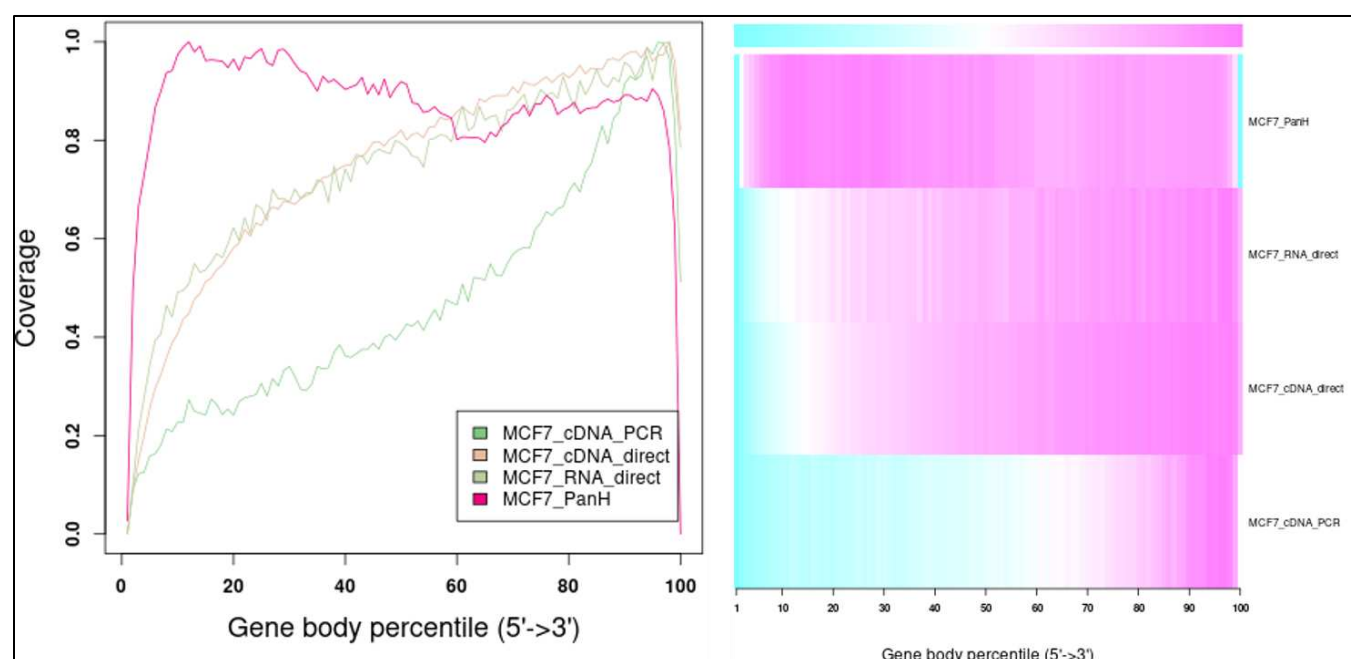 1.0
0.8
0.6
0.4
0.2
0.0
Coverage
MCF7_cDNA_PCR
MCF7_cDNA_direct
MCF7_RNA_direct
MCF7_PanH
0 20 40 60 80 100
Gene body percentile (5'->3')
MCF7_PanH
MCF7_RNA_direct
MCF7_cDNA_direct
MCF7_cDNA_PCR
1 10 20 30 40 50 60 70 80 90 100
Gene body percentile (5'->3')